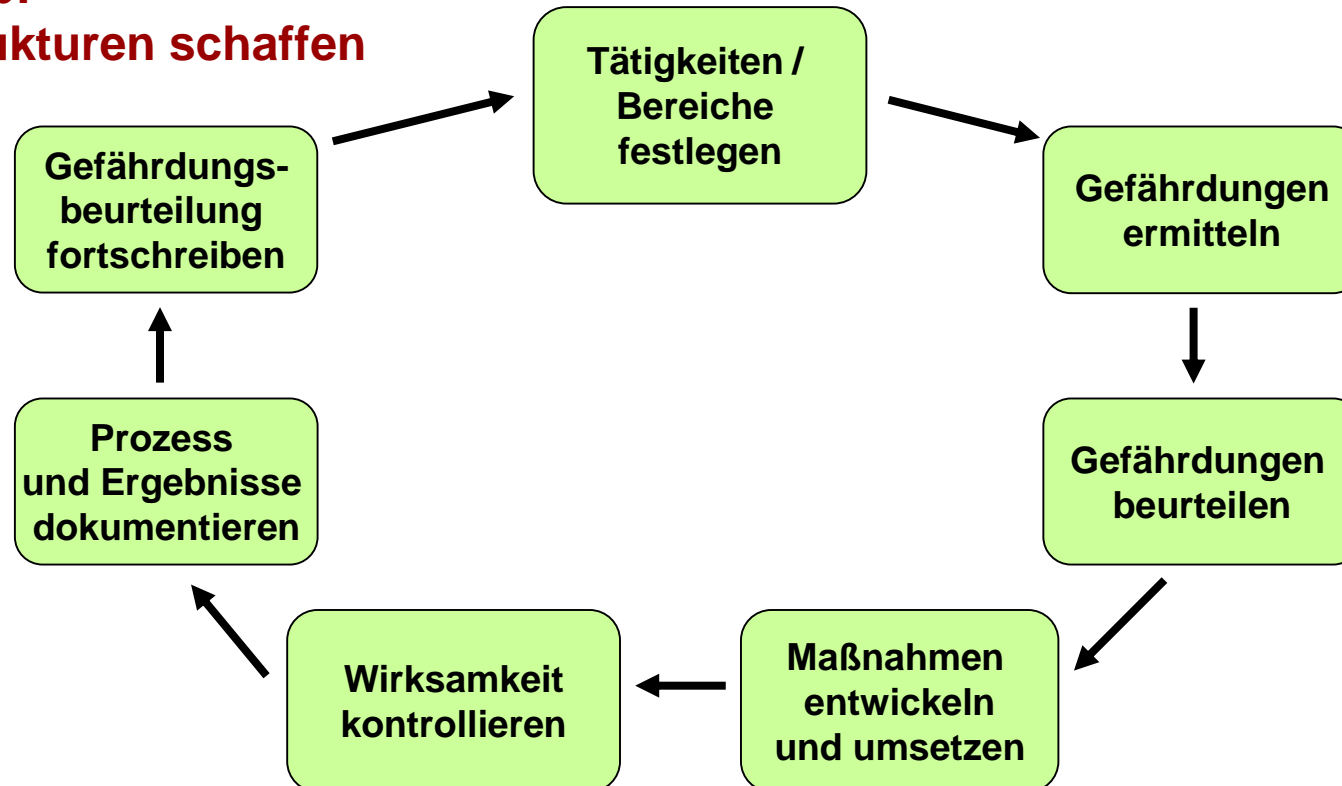 ukturen schaffen
Tätigkeiten /
Bereiche
festlegen
Gefährdungen
ermitteln
Gefährdungen
beurteilen
Maßnahmen
entwickeln
und umsetzen
Wirksamkeit
kontrollieren
Prozess
und Ergebnisse
dokumentieren
Gefährdungs-
beurteilung
fortschreiben